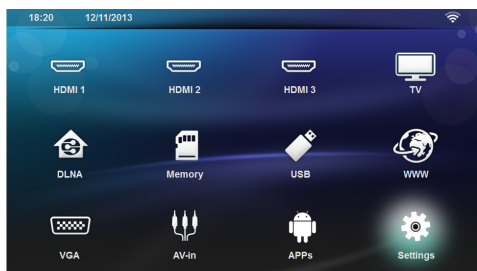 18:20 12/11/2013
HDMI 1 HDMI 2 HDMI 3 TV
DLNA Memory USB WWW
VGA AV-in APPs Settings